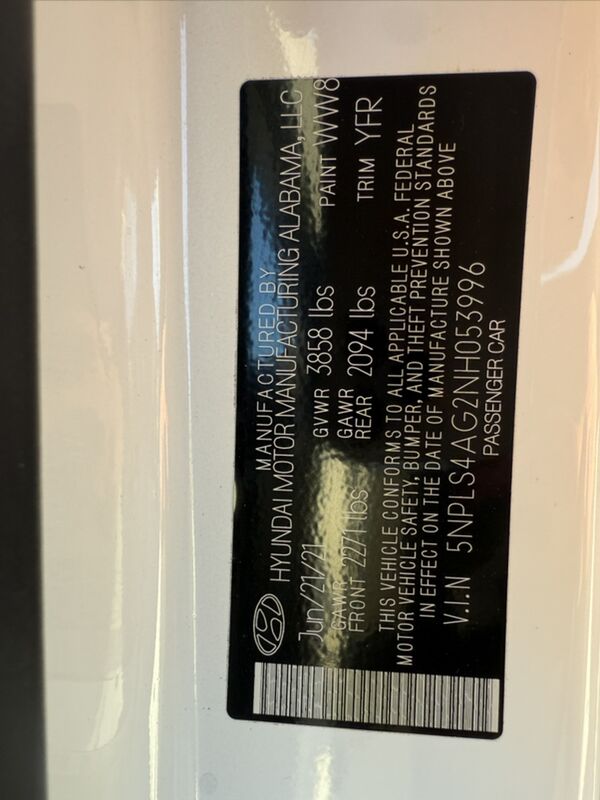 MANUFACTURED BY
HYUNDAI MOTOR MANUFACTURING ALABAMA, LLC
Jun/21/21 GVWR 3858 lbs PAINT WW8
GAWR FRONT 2271 lbs GAWR REAR 2094 lbs TRIM YFR
THIS VEHICLE CONFORMS TO ALL APPLICABLE U.S.A. FEDERAL
MOTOR VEHICLE SAFETY, BUMPER, AND THEFT PREVENTION STANDARDS
IN EFFECT ON THE DATE OF MANUFACTURE SHOWN ABOVE
V.I.N 5NPLS4AG2NH053996
PASSENGER CAR